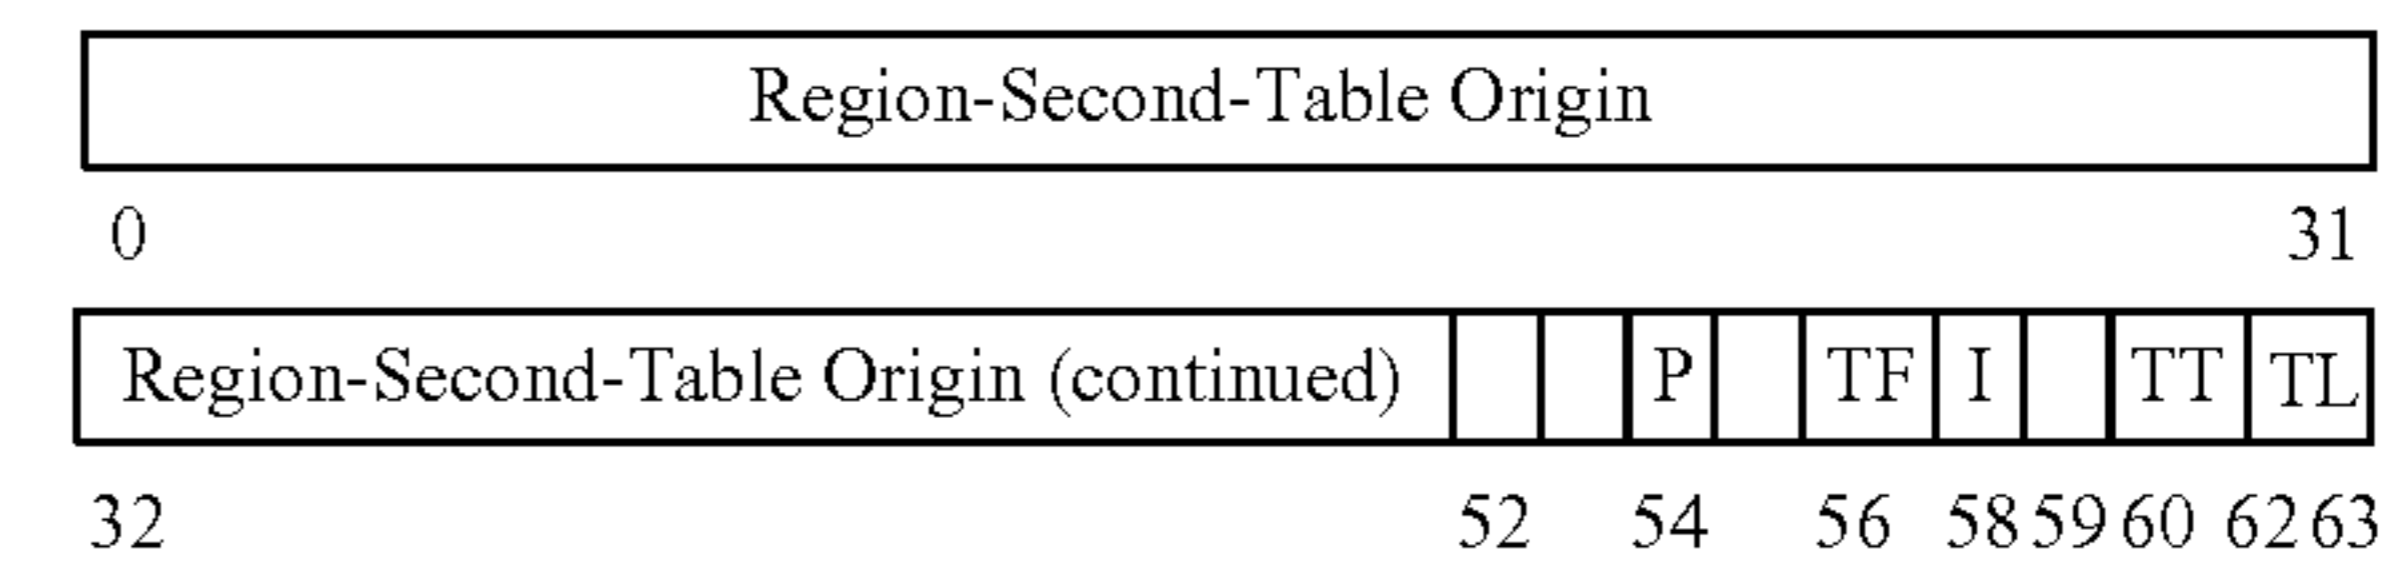 Region-Second-Table Origin
0 31
Region-Second-Table Origin (continued) P TF I TT TL
32 52 54 56 58 59 60 62 63